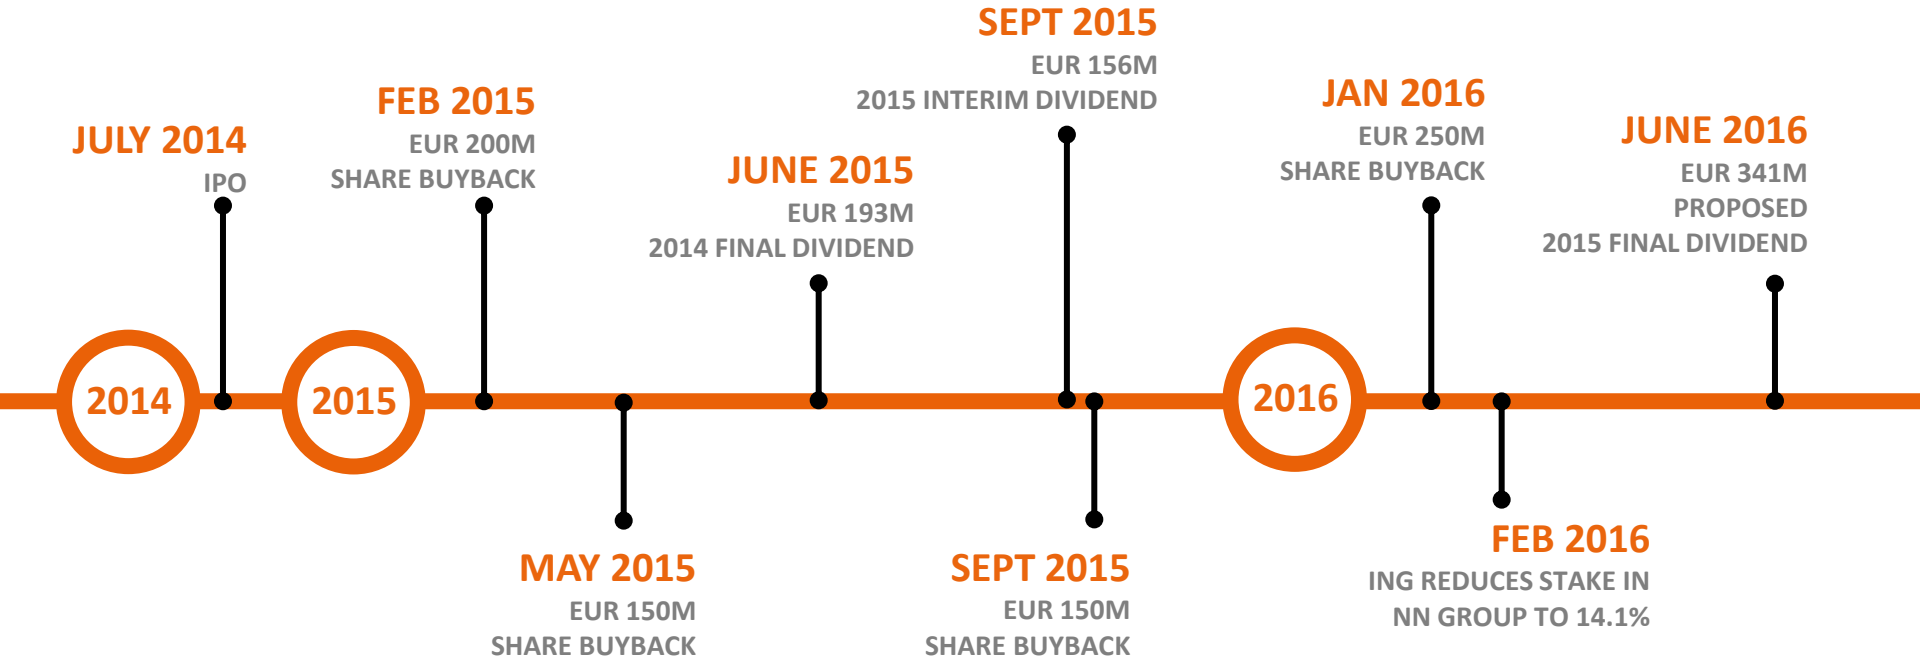 JULY 2014
IPO
FEB 2015
EUR 200M
SHARE BUYBACK
JUNE 2015
EUR 193M
2014 FINAL DIVIDEND
SEPT 2015
EUR 156M
2015 INTERIM DIVIDEND
JAN 2016
EUR 250M
SHARE BUYBACK
JUNE 2016
EUR 341M
PROPOSED
2015 FINAL DIVIDEND
2014
2015
2016
MAY 2015
EUR 150M
SHARE BUYBACK
SEPT 2015
EUR 150M
SHARE BUYBACK
FEB 2016
ING REDUCES STAKE IN
NN GROUP TO 14.1%